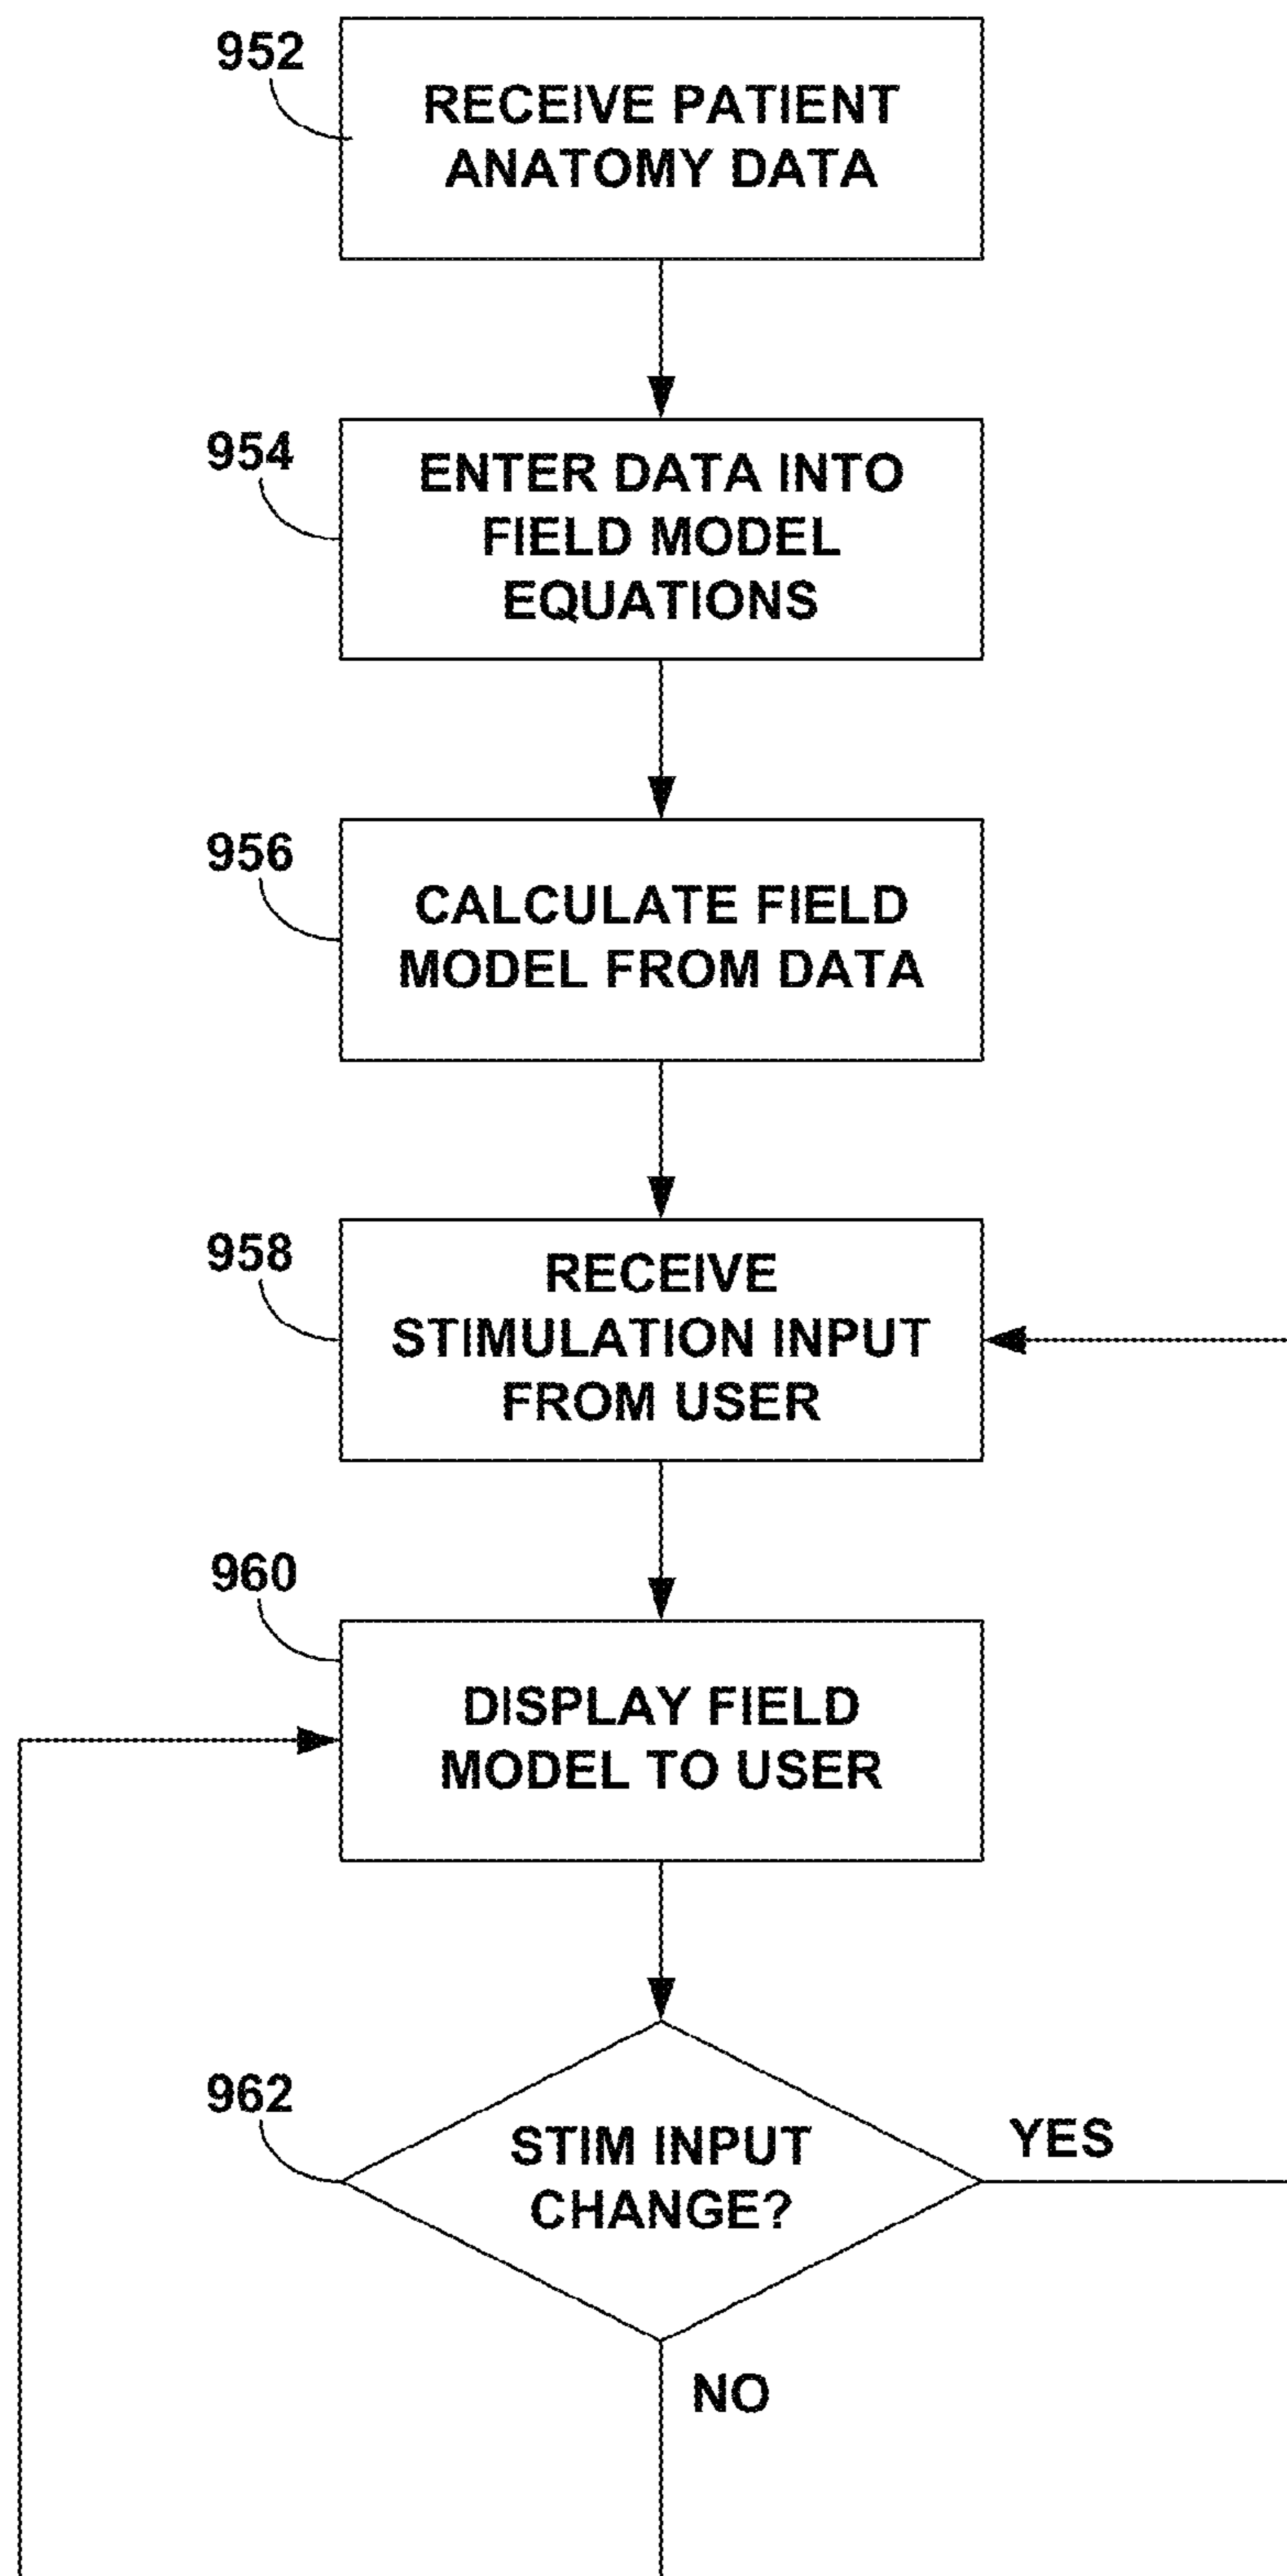 952
RECEIVE PATIENT
ANATOMY DATA
954
ENTER DATA INTO
FIELD MODEL
EQUATIONS
956
CALCULATE FIELD
MODEL FROM DATA
958
RECEIVE
STIMULATION INPUT
FROM USER
960
DISPLAY FIELD
MODEL TO USER
962
STIM INPUT
CHANGE?
YES
NO